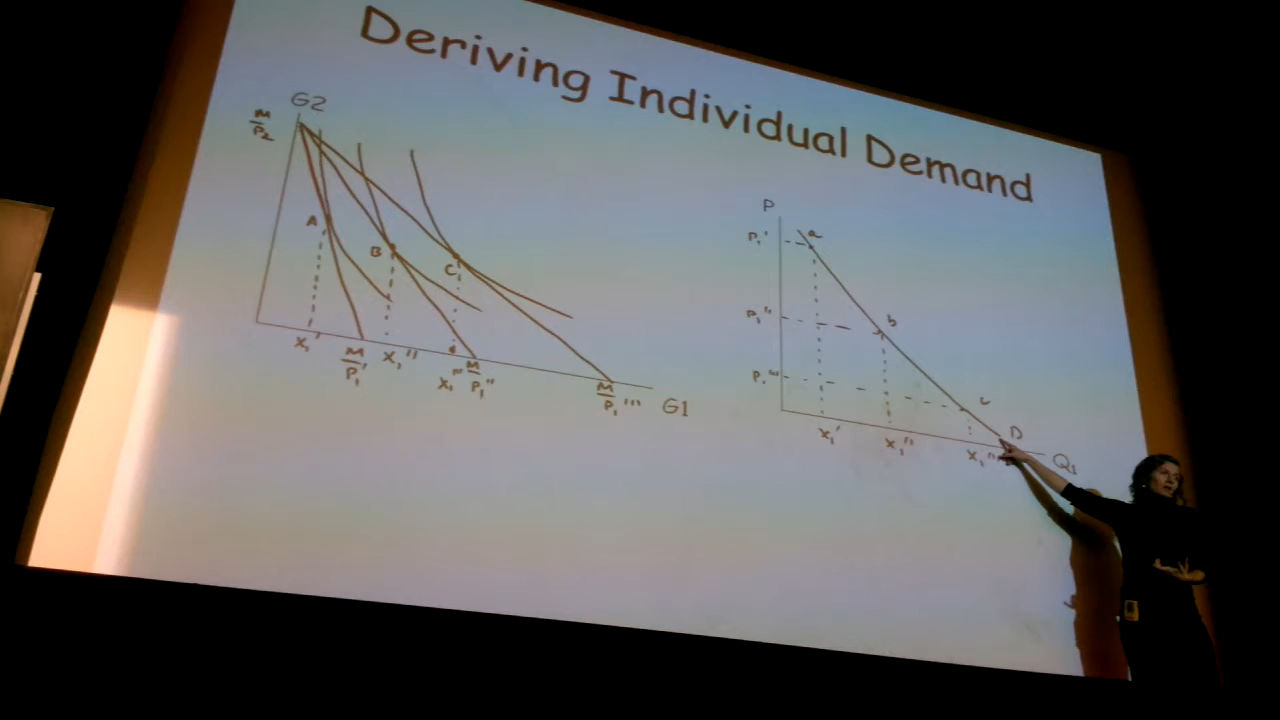 Deriving Individual Demand
G2
M/P₂
A
B
C
x₁'
M/P₁'
x₁''
x₁'''
M/P₁''
M/P₁'''
G1
P
P₁'
a
P₁''
b
P₁'''
c
D
x₁'
x₁''
x₁'''
Q₁